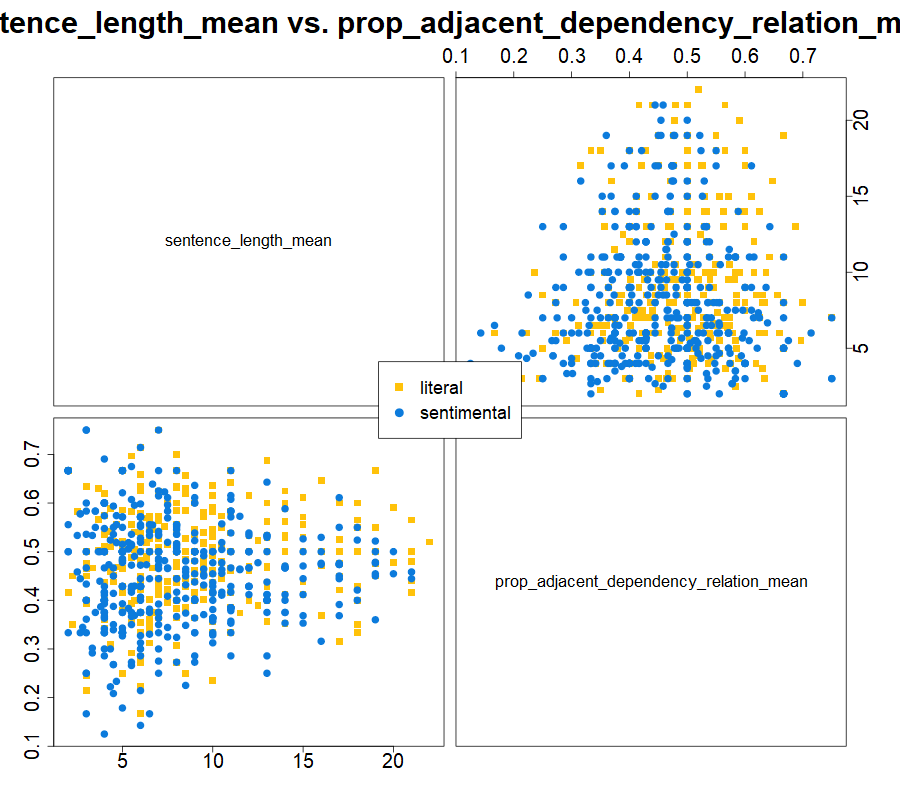 tence_length_mean vs. prop_adjacent_dependency_relation_m
0.1 0.2 0.3 0.4 0.5 0.6 0.7
sentence_length_mean
20
15
10
5
literal
sentimental
0.7
0.6
0.5
0.4
0.3
0.2
0.1
prop_adjacent_dependency_relation_mean
5 10 15 20